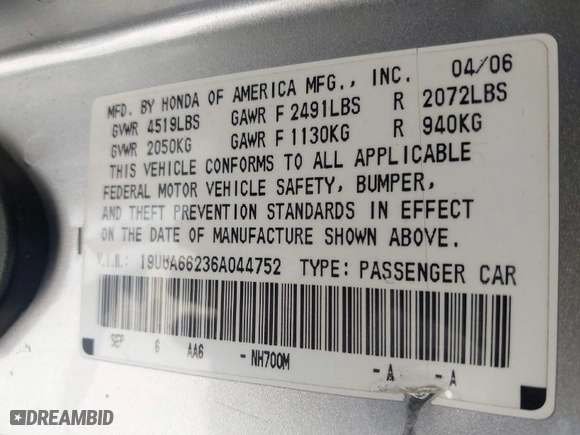 MFD. BY HONDA OF AMERICA MFG., INC. 04/06
GVWR 4519LBS GAWR F 2491LBS R 2072LBS
GVWR 2050KG GAWR F 1130KG R 940KG
THIS VEHICLE CONFORMS TO ALL APPLICABLE
FEDERAL MOTOR VEHICLE SAFETY, BUMPER,
AND THEFT PREVENTION STANDARDS IN EFFECT
ON THE DATE OF MANUFACTURE SHOWN ABOVE.
V.I.N.: 19UUA66236A044752 TYPE: PASSENGER CAR
SEP 6 AA6 - NH700M - A - A
DREAMBID